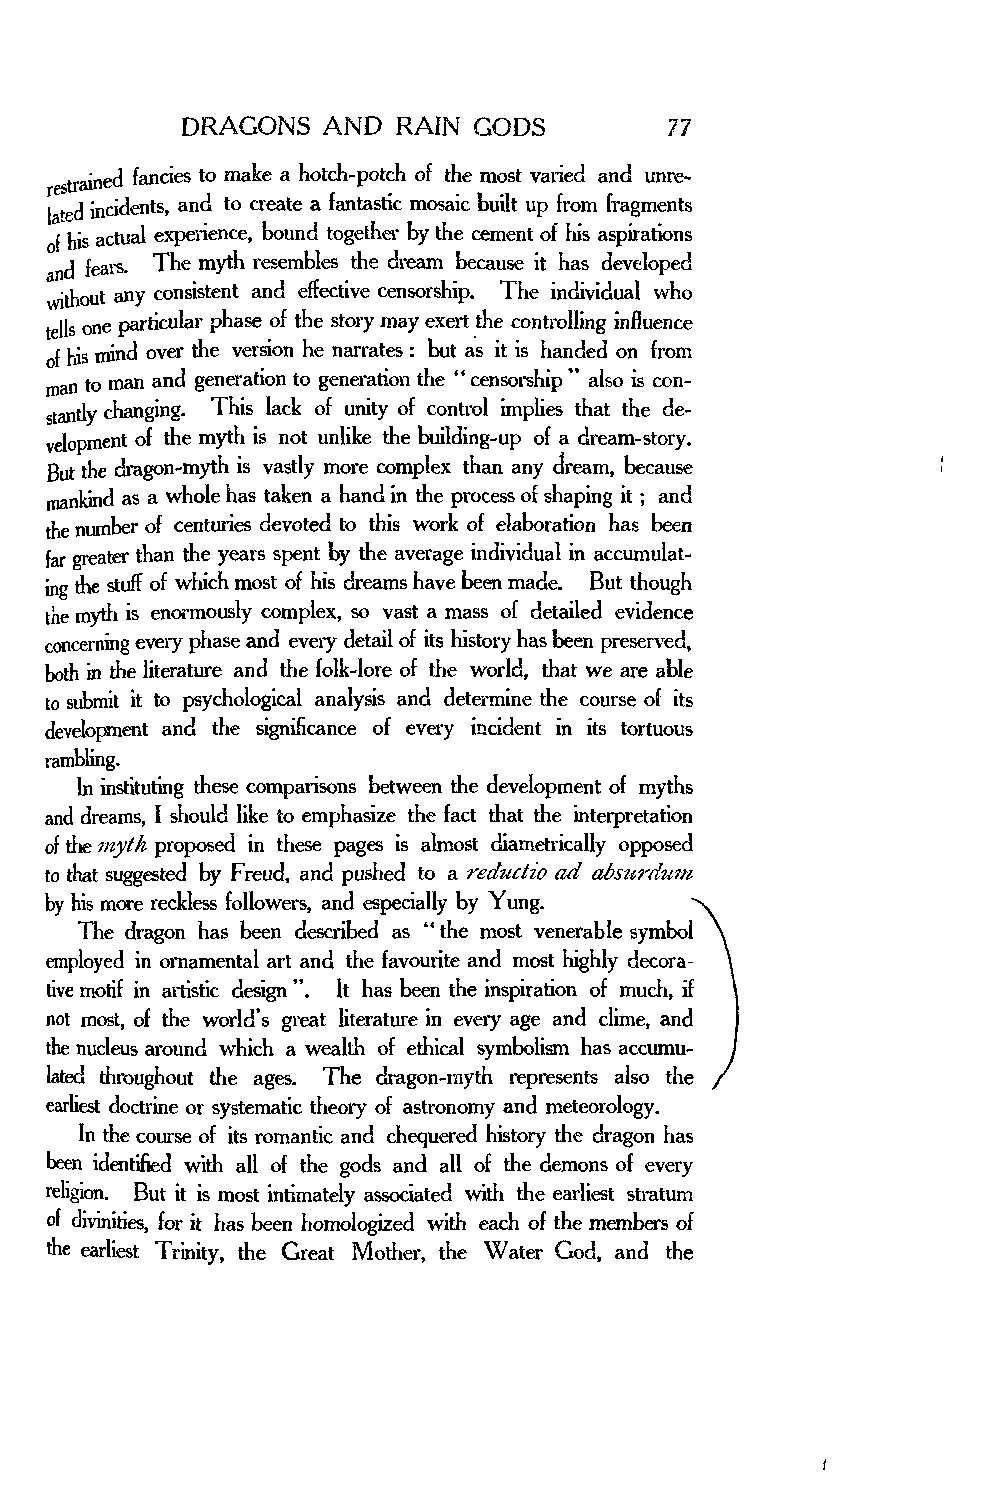 DRAGONS AND RAIN GODS 77
restrained fancies to make a hotch-potch of the most varied and unre-
lated incidents, and to create a fantastic mosaic built up from fragments
of his actual experience, bound together by the cement of his aspirations
and fears. The myth resembles the dream because it has developed
without any consistent and effective censorship. The individual who
tells one particular phase of the story may exert the controlling influence
of his mind over the version he narrates : but as it is handed on from
man to man and generation to generation the “censorship” also is con-
stantly changing. This lack of unity of control implies that the de-
velopment of the myth is not unlike the building-up of a dream-story.
But the dragon-myth is vastly more complex than any dream, because
mankind as a whole has taken a hand in the process of shaping it ; and
the number of centuries devoted to this work of elaboration has been
far greater than the years spent by the average individual in accumulat-
ing the stuff of which most of his dreams have been made. But though
the myth is enormously complex, so vast a mass of detailed evidence
concerning every phase and every detail of its history has been preserved,
both in the literature and the folk-lore of the world, that we are able
to submit it to psychological analysis and determine the course of its
development and the significance of every incident in its tortuous
rambling.
In instituting these comparisons between the development of myths
and dreams, I should like to emphasize the fact that the interpretation
of the myth proposed in these pages is almost diametrically opposed
to that suggested by Freud, and pushed to a reductio ad absurdum
by his more reckless followers, and especially by Yung.
The dragon has been described as “the most venerable symbol
employed in ornamental art and the favourite and most highly decora-
tive motif in artistic design”. It has been the inspiration of much, if
not most, of the world's great literature in every age and clime, and
the nucleus around which a wealth of ethical symbolism has accumu-
lated throughout the ages. The dragon-myth represents also the
earliest doctrine or systematic theory of astronomy and meteorology.
In the course of its romantic and chequered history the dragon has
been identified with all of the gods and all of the demons of every
religion. But it is most intimately associated with the earliest stratum
of divinities, for it has been homologized with each of the members of
the earliest Trinity, the Great Mother, the Water God, and the